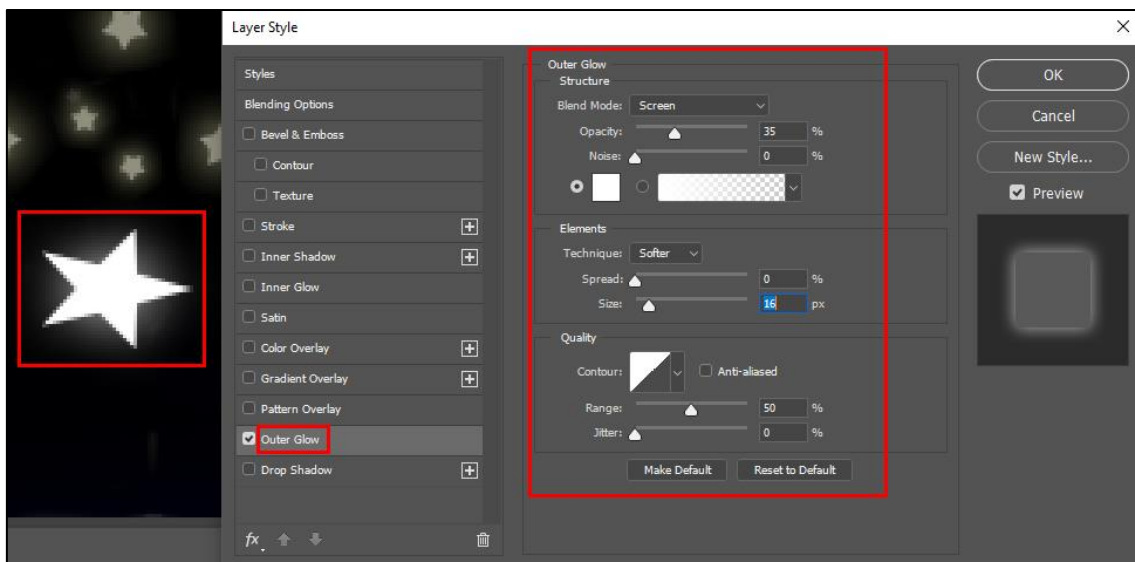 Layer Style
Styles
Blending Options
Bevel & Emboss
Contour
Texture
Stroke
Inner Shadow
Inner Glow
Satin
Color Overlay
Gradient Overlay
Pattern Overlay
Outer Glow
Drop Shadow
fx
Outer Glow
Structure
Blend Mode: Screen
Opacity: 35 %
Noise: 0 %
Elements
Technique: Softer
Spread: 0 %
Size: 16 px
Quality
Contour: Anti-aliased
Range: 50 %
Jitter: 0 %
Make Default Reset to Default
OK
Cancel
New Style...
Preview